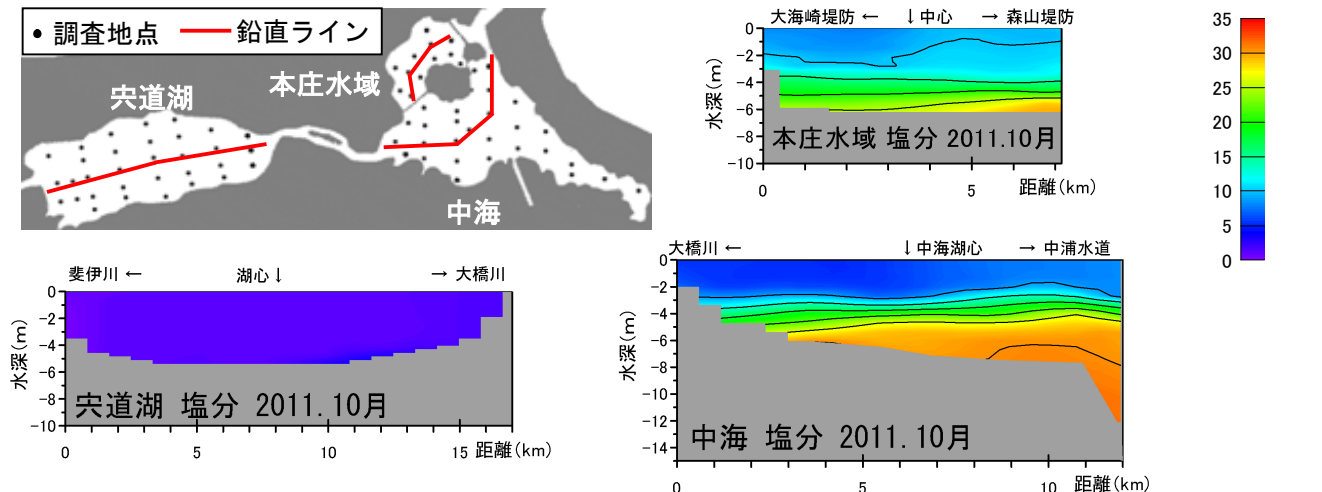 調査地点 鉛直ライン
宍道湖
本庄水域
中海
大海崎堤防 ← ↓中心 → 森山堤防
0
-2
-4
-6
-8
-10
水深(m)
本庄水域 塩分 2011.10月
0 5 距離(km)
35
30
25
20
15
10
5
0
斐伊川 ← 湖心↓ → 大橋川
0
-2
-4
-6
-8
-10
水深(m)
宍道湖 塩分 2011.10月
0 5 10 15 距離(km)
大橋川 ← ↓中海湖心 → 中浦水道
0
-2
-4
-6
-8
-10
-12
-14
水深(m)
中海 塩分 2011.10月
0 5 10 距離(km)